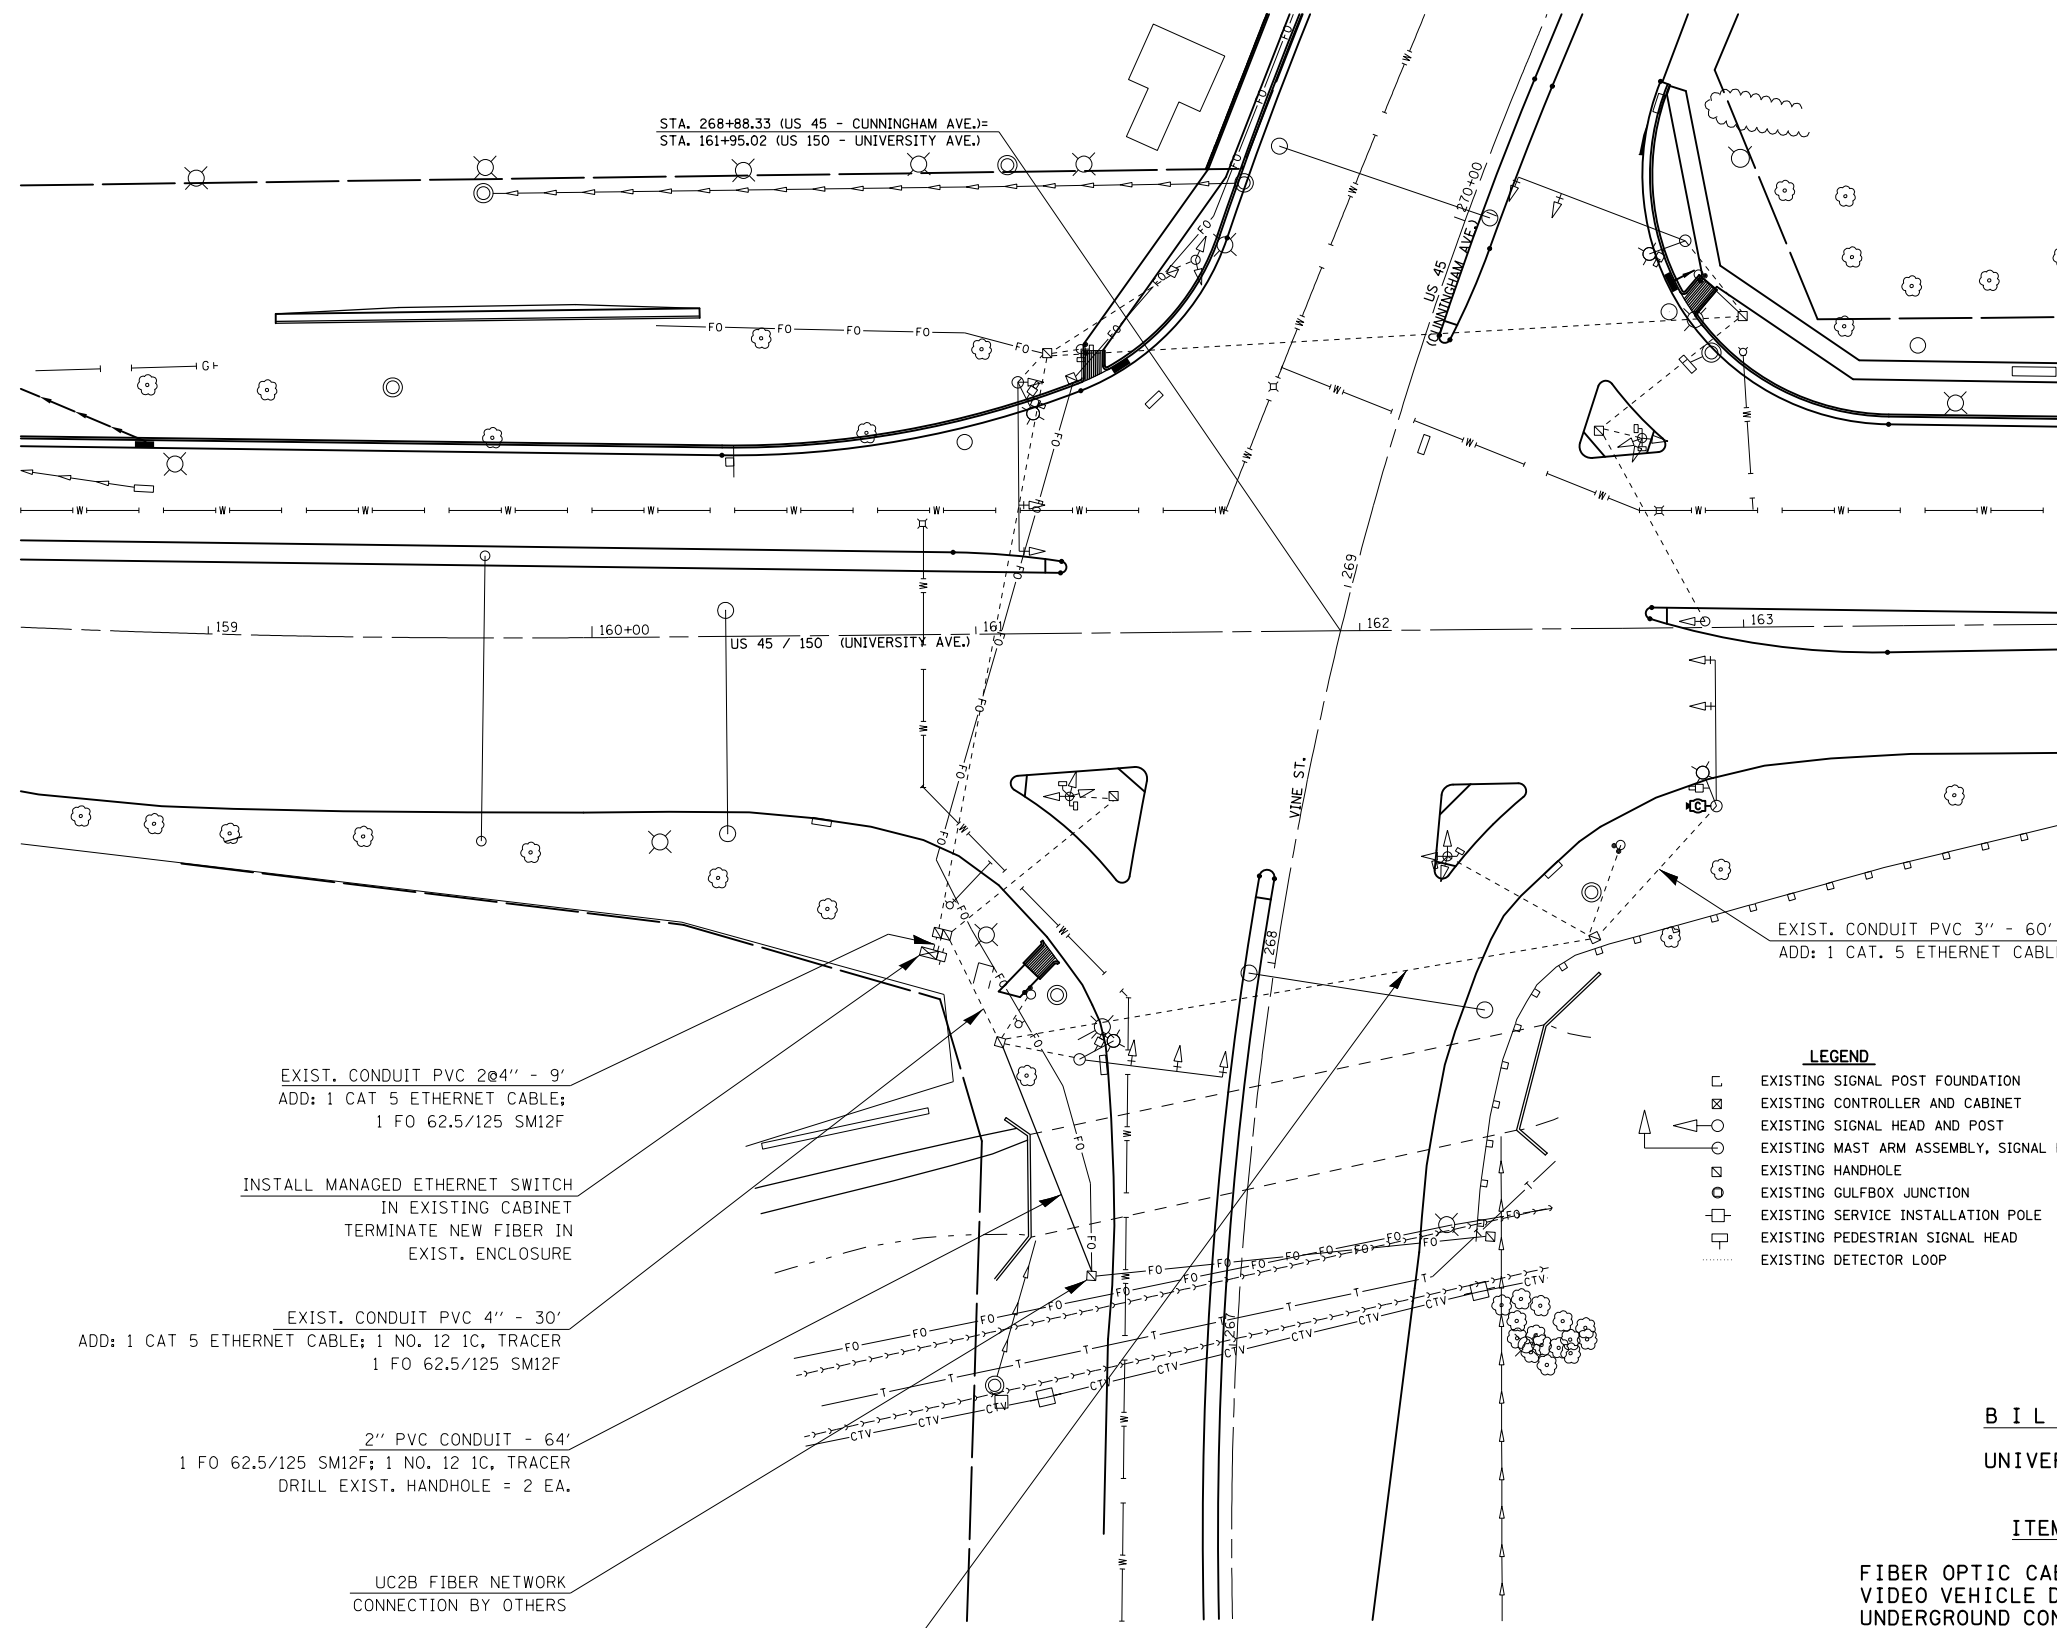 STA. 268+88.33 (US 45 - CUNNINGHAM AVE.)=
STA. 161+95.02 (US 150 - UNIVERSITY AVE.)
270+00
US 45
(CUNNINGHAM AVE.)
269
159
160+00
161
162
163
US 45 / 150 (UNIVERSITY AVE.)
VINE ST.
268
267
EXIST. CONDUIT PVC 3'' - 60'
ADD: 1 CAT. 5 ETHERNET CABL
EXIST. CONDUIT PVC 2@4'' - 9'
ADD: 1 CAT 5 ETHERNET CABLE;
1 FO 62.5/125 SM12F
INSTALL MANAGED ETHERNET SWITCH
IN EXISTING CABINET
TERMINATE NEW FIBER IN
EXIST. ENCLOSURE
EXIST. CONDUIT PVC 4'' - 30'
ADD: 1 CAT 5 ETHERNET CABLE; 1 NO. 12 1C, TRACER
1 FO 62.5/125 SM12F
2'' PVC CONDUIT - 64'
1 FO 62.5/125 SM12F; 1 NO. 12 1C, TRACER
DRILL EXIST. HANDHOLE = 2 EA.
UC2B FIBER NETWORK
CONNECTION BY OTHERS
LEGEND
EXISTING SIGNAL POST FOUNDATION
EXISTING CONTROLLER AND CABINET
EXISTING SIGNAL HEAD AND POST
EXISTING MAST ARM ASSEMBLY, SIGNAL
EXISTING HANDHOLE
EXISTING GULFBOX JUNCTION
EXISTING SERVICE INSTALLATION POLE
EXISTING PEDESTRIAN SIGNAL HEAD
EXISTING DETECTOR LOOP
B I L
UNIVER
ITEM
FIBER OPTIC CAB
VIDEO VEHICLE D
UNDERGROUND CON